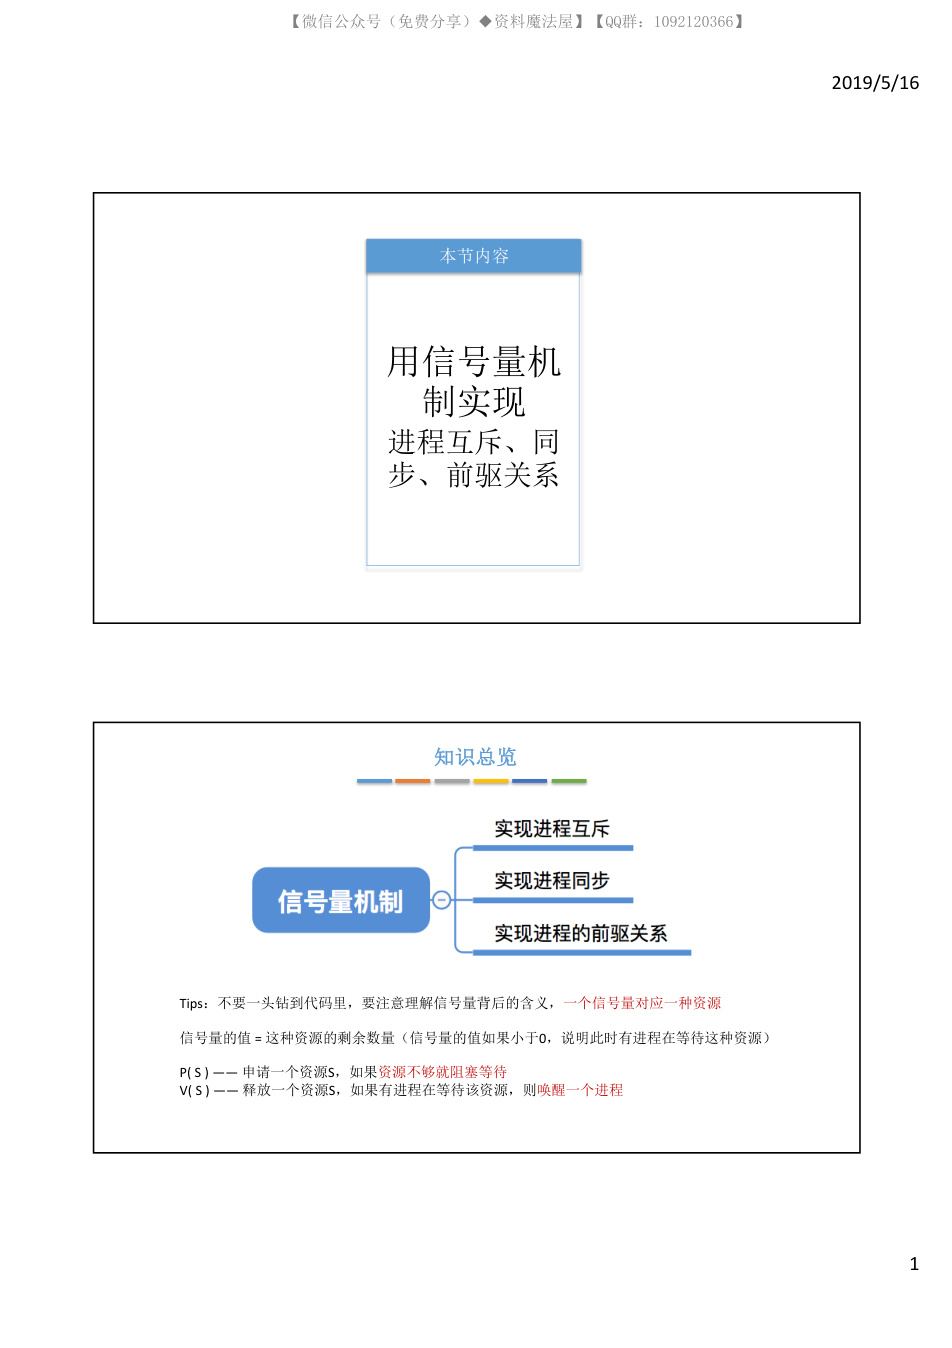 【微信公众号（免费分享）◆资料魔法屋】【QQ群：1092120366】
2019/5/16
本节内容
用信号量机
制实现
进程互斥、同
步、前驱关系
知识总览
实现进程互斥
信号量机制
实现进程同步
实现进程的前驱关系
Tips：不要一头钻到代码里，要注意理解信号量背后的含义，一个信号量对应一种资源
信号量的值 = 这种资源的剩余数量（信号量的值如果小于0，说明此时有进程在等待这种资源）
P( S ) —— 申请一个资源S，如果资源不够就阻塞等待
V( S ) —— 释放一个资源S，如果有进程在等待该资源，则唤醒一个进程
1